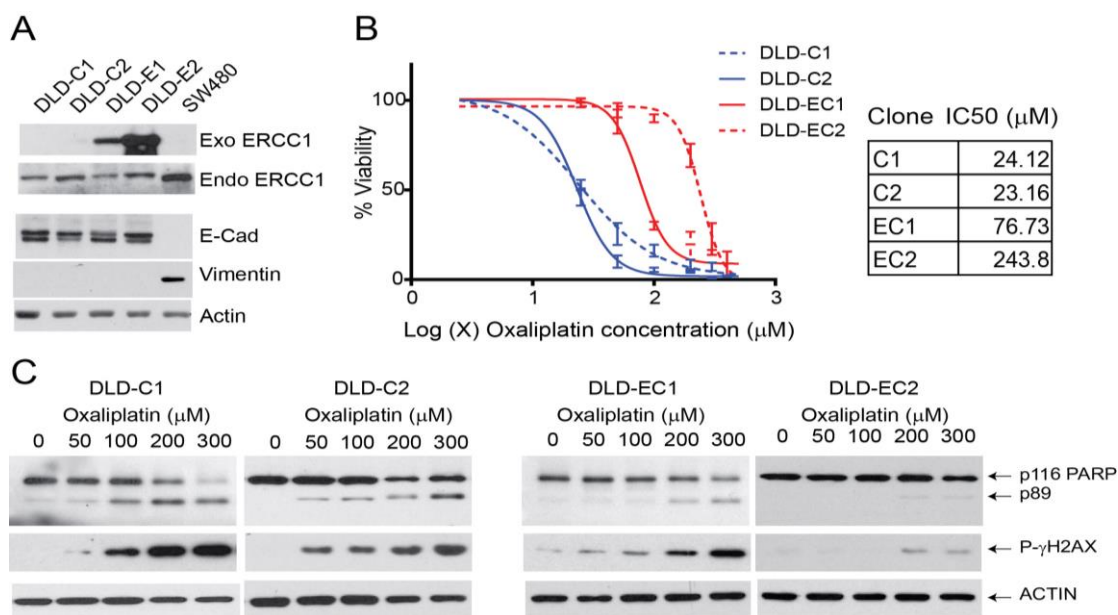 A
DLD-C1
DLD-C2
DLD-E1
DLD-E2
SW480
Exo ERCC1
Endo ERCC1
E-Cad
Vimentin
Actin
B
DLD-C1
DLD-C2
DLD-EC1
DLD-EC2
100
50
0
% Viability
0 1 2 3
Log (X) Oxaliplatin concentration (μM)
Clone IC50 (μM)
C1 24.12
C2 23.16
EC1 76.73
EC2 243.8
C
DLD-C1
Oxaliplatin (μM)
0 50 100 200 300
DLD-C2
Oxaliplatin (μM)
0 50 100 200 300
DLD-EC1
Oxaliplatin (μM)
0 50 100 200 300
DLD-EC2
Oxaliplatin (μM)
0 50 100 200 300
p116 PARP
p89
P-γH2AX
ACTIN